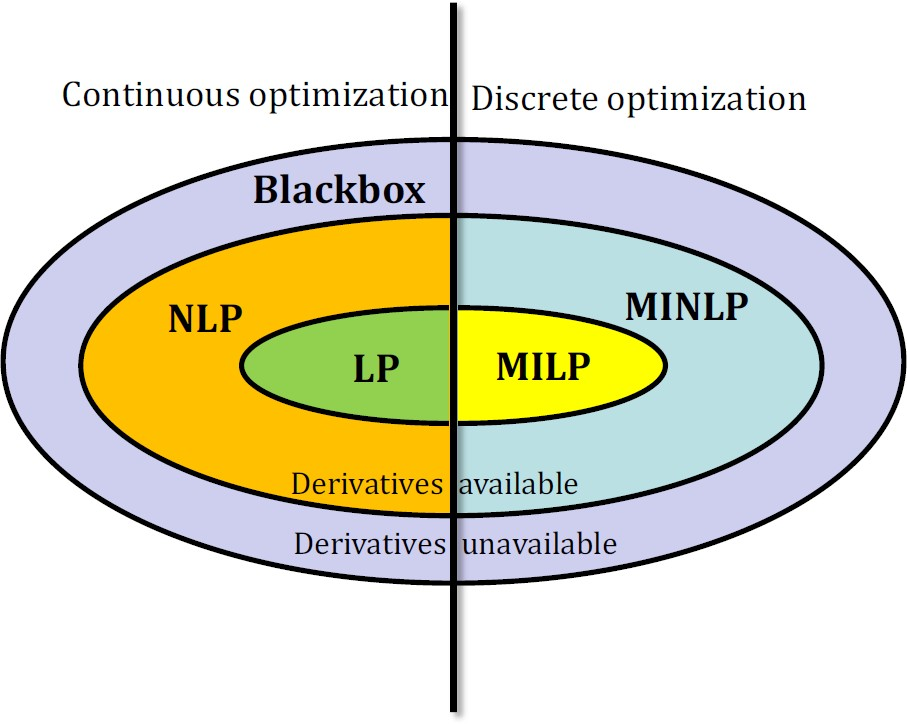 Continuous optimization
Discrete optimization
Blackbox
NLP
MINLP
LP
MILP
Derivatives available
Derivatives unavailable